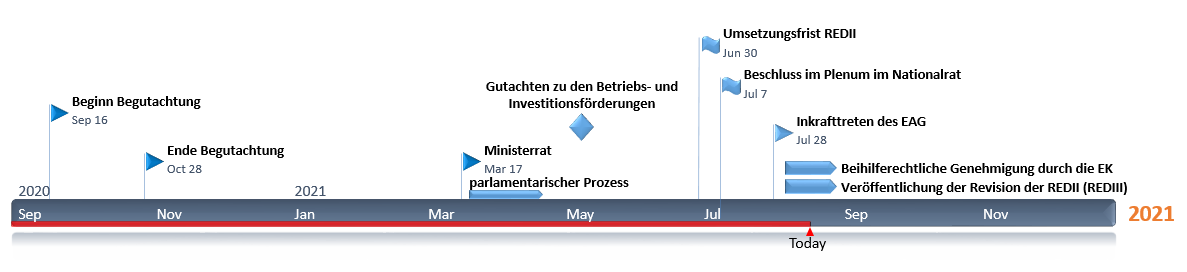 Umsetzungsfrist REDII
Jun 30
Beschluss im Plenum im Nationalrat
Jul 7
Gutachten zu den Betriebs- und
Investitionsförderungen
Beginn Begutachtung
Sep 16
Inkrafttreten des EAG
Jul 28
Ende Begutachtung
Oct 28
Ministerrat
Mar 17
Beihilferechtliche Genehmigung durch die EK
parlamentarischer Prozess
Veröffentlichung der Revision der REDII (REDIII)
2020
2021
Sep Nov Jan Mar May Jul Sep Nov
2021
Today